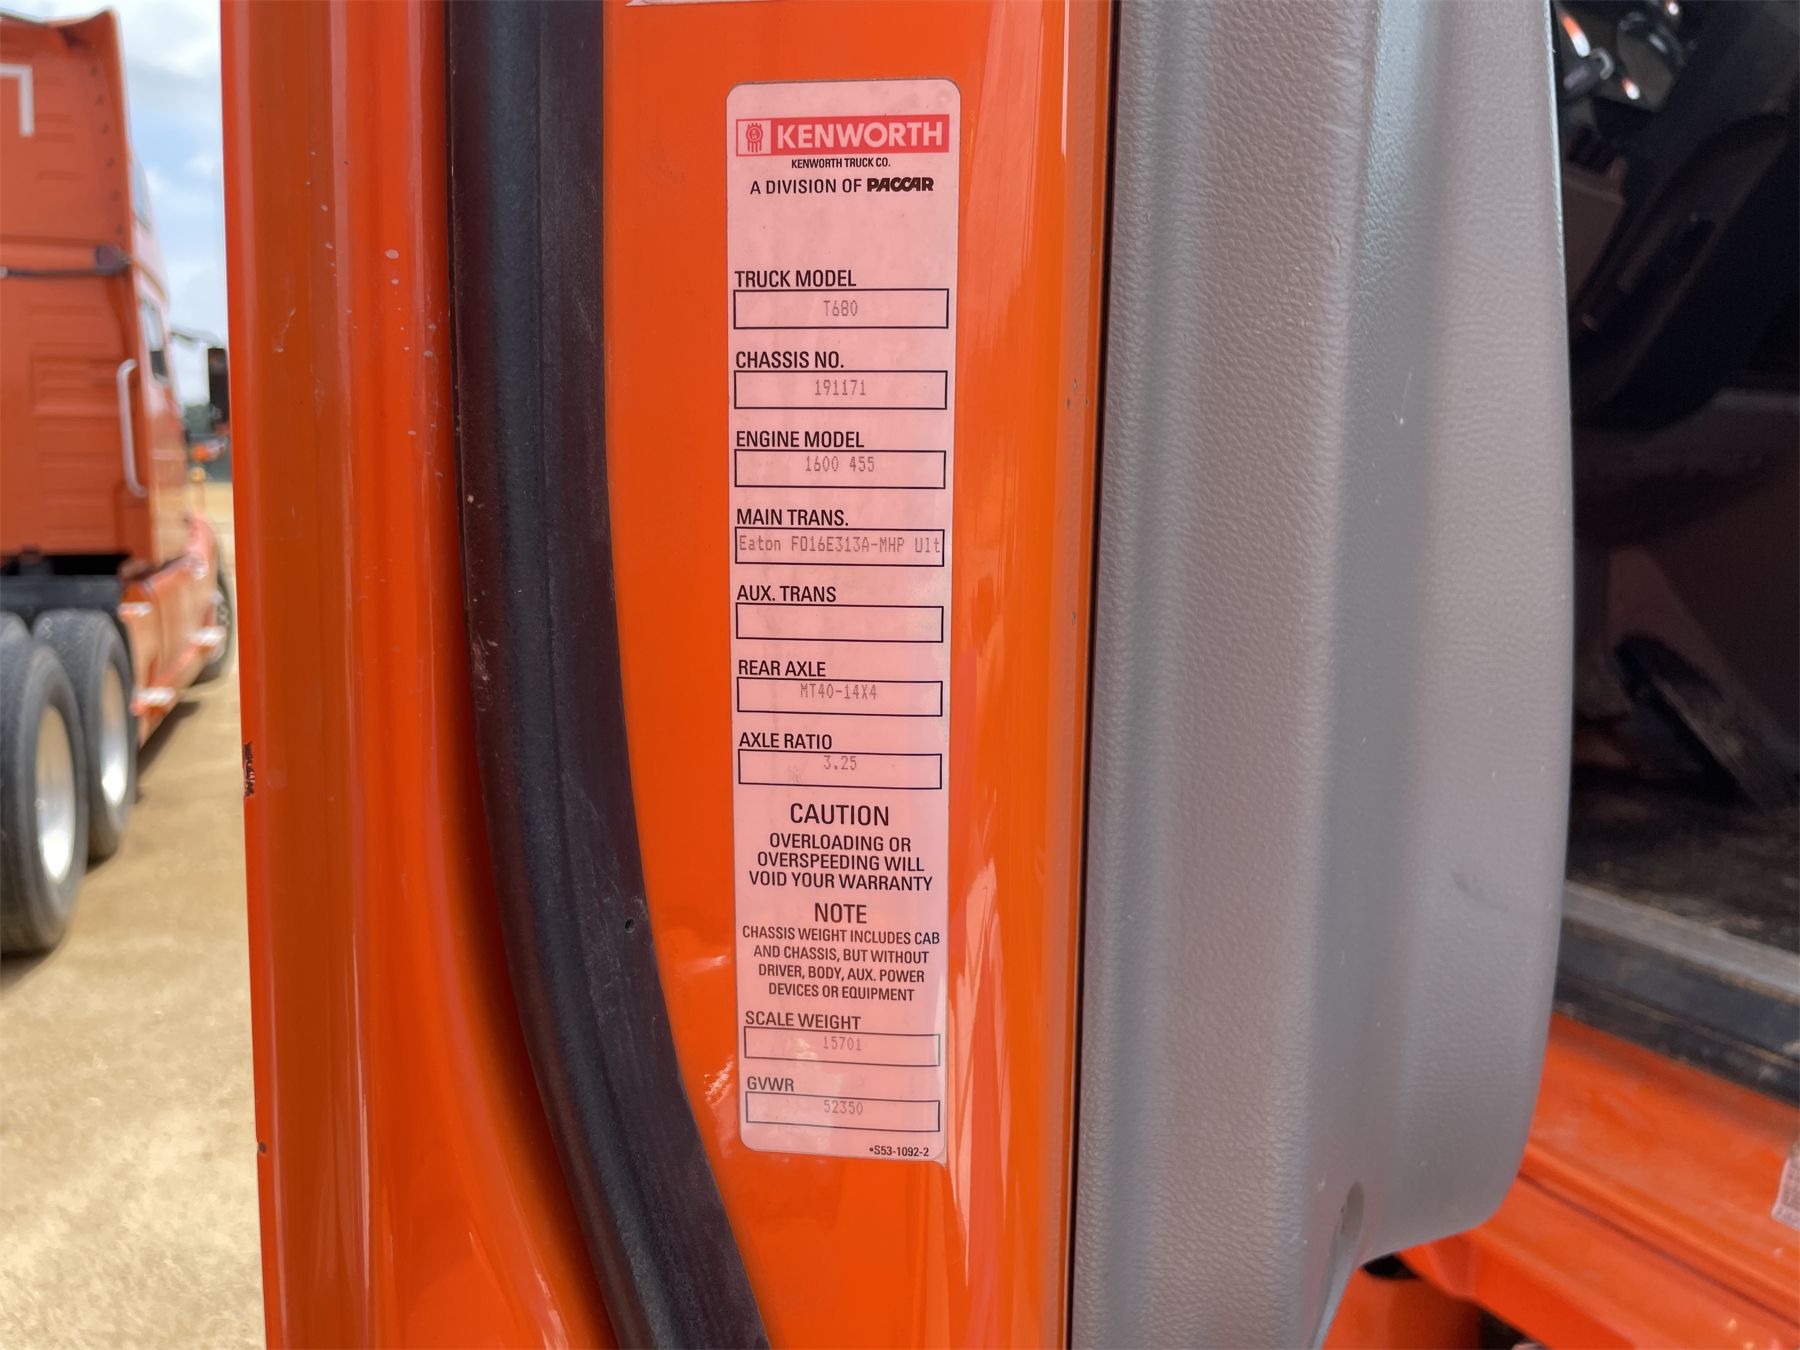 KENWORTH
KENWORTH TRUCK CO.
A DIVISION OF PACCAR
TRUCK MODEL
T680
CHASSIS NO.
191171
ENGINE MODEL
1600 455
MAIN TRANS.
Eaton FO16E313A-MHP Ult
AUX. TRANS
REAR AXLE
MT40-14X4
AXLE RATIO
3.25
CAUTION
OVERLOADING OR
OVERSPEEDING WILL
VOID YOUR WARRANTY
NOTE
CHASSIS WEIGHT INCLUDES CAB
AND CHASSIS, BUT WITHOUT
DRIVER, BODY, AUX. POWER
DEVICES OR EQUIPMENT
SCALE WEIGHT
15701
GVWR
52350
•S53-1092-2